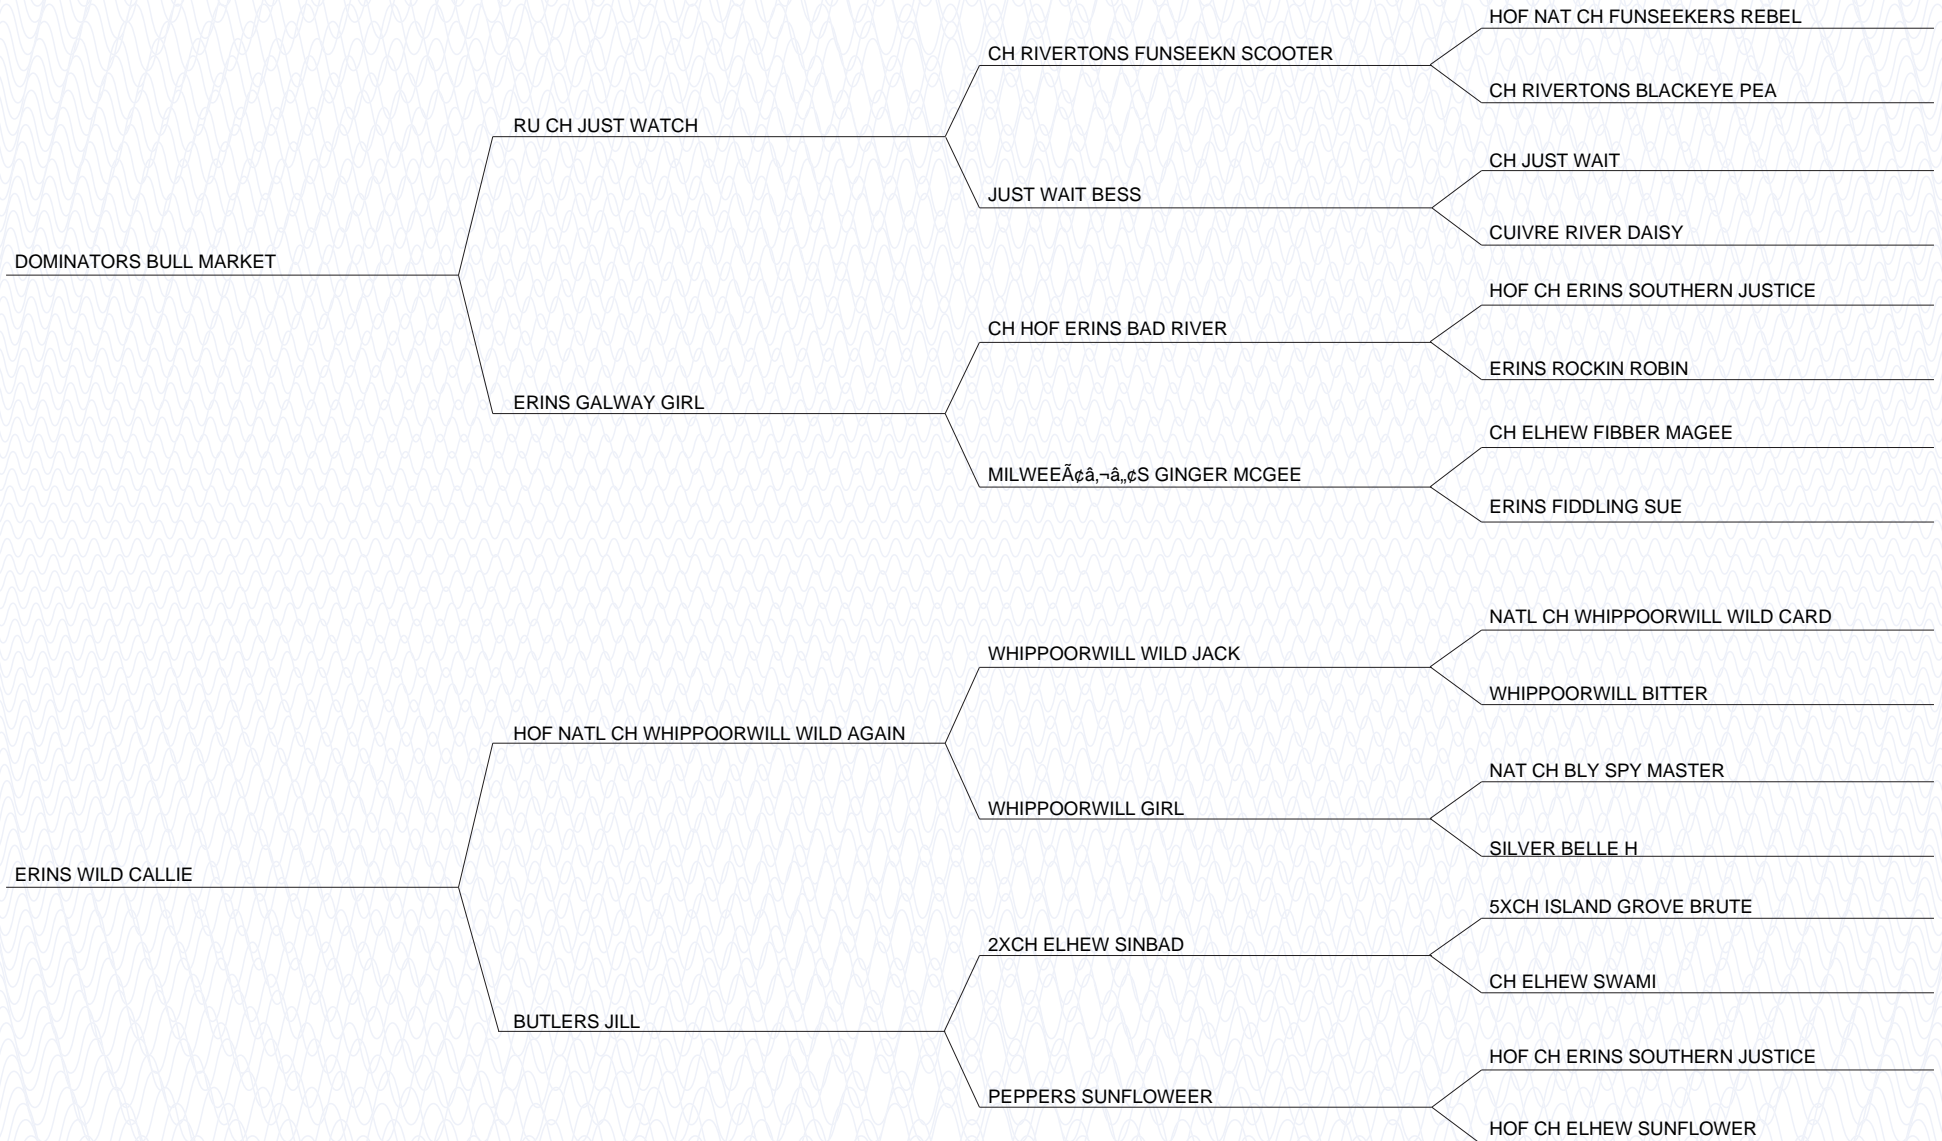 HOF NAT CH FUNSEEKERS REBEL
CH RIVERTONS FUNSEEKN SCOOTER
CH RIVERTONS BLACKEYE PEA
RU CH JUST WATCH
CH JUST WAIT
JUST WAIT BESS
CUIVRE RIVER DAISY
DOMINATORS BULL MARKET
HOF CH ERINS SOUTHERN JUSTICE
CH HOF ERINS BAD RIVER
ERINS ROCKIN ROBIN
ERINS GALWAY GIRL
CH ELHEW FIBBER MAGEE
MILWEEÃ¢â‚¬â„¢S GINGER MCGEE
ERINS FIDDLING SUE
NATL CH WHIPPOORWILL WILD CARD
WHIPPOORWILL WILD JACK
WHIPPOORWILL BITTER
HOF NATL CH WHIPPOORWILL WILD AGAIN
NAT CH BLY SPY MASTER
WHIPPOORWILL GIRL
SILVER BELLE H
ERINS WILD CALLIE
5XCH ISLAND GROVE BRUTE
2XCH ELHEW SINBAD
CH ELHEW SWAMI
BUTLERS JILL
HOF CH ERINS SOUTHERN JUSTICE
PEPPERS SUNFLOWEER
HOF CH ELHEW SUNFLOWER